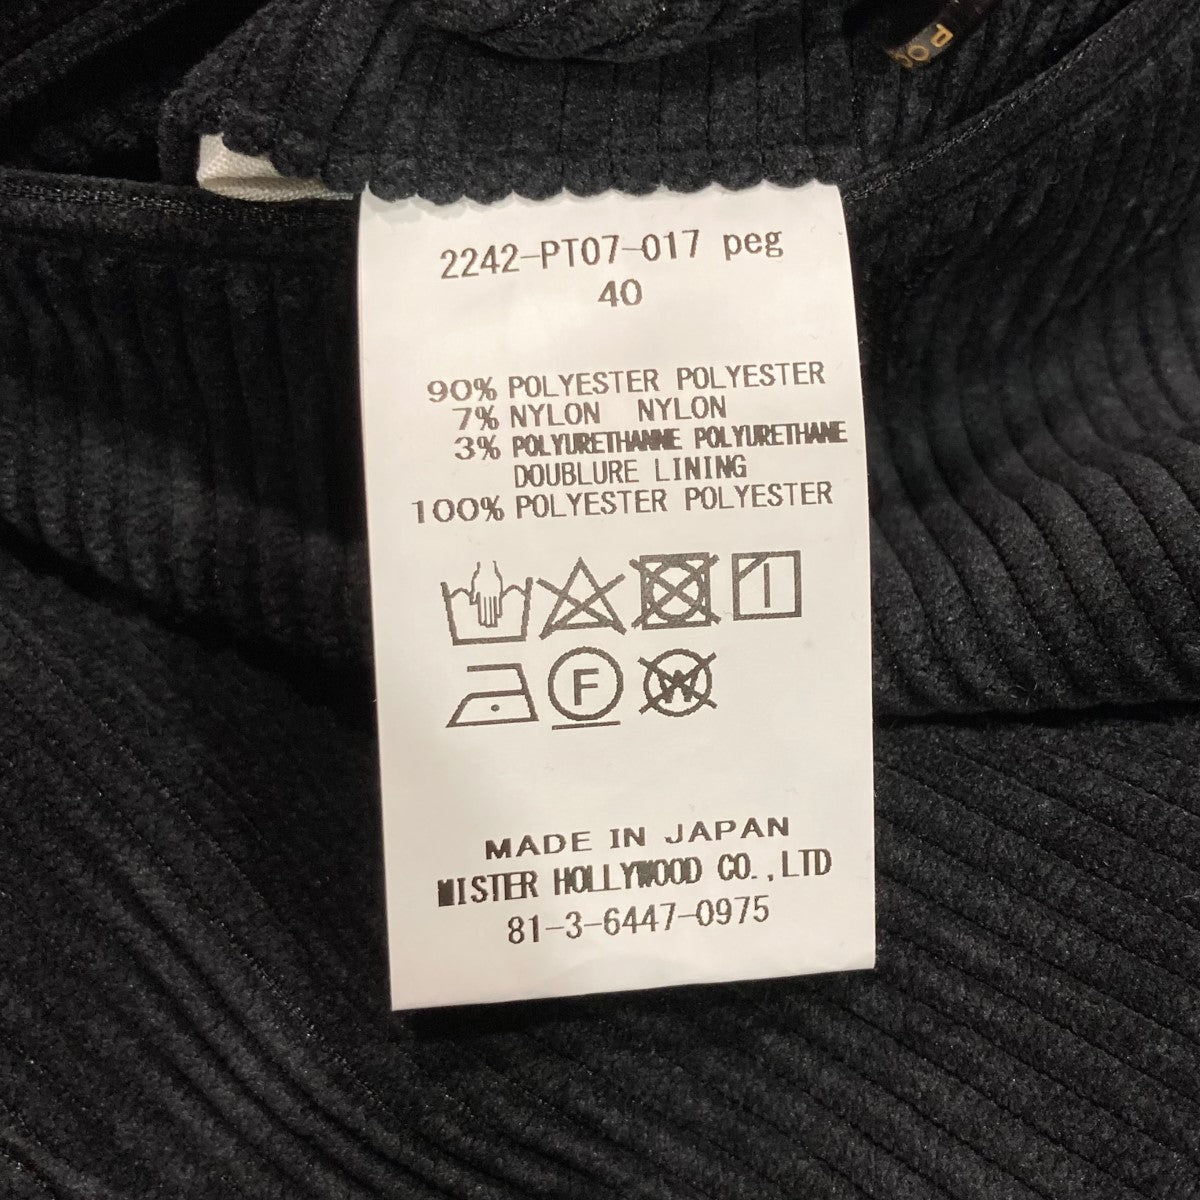 POO
2242-PT07-017 peg
40
90% POLYESTER POLYESTER
7% NYLON NYLON
3% POLYURETHANNE POLYURETHANE
DOUBLURE LINING
100% POLYESTER POLYESTER
F W
MADE IN JAPAN
MISTER HOLLYWOOD CO.,LTD
81-3-6447-0975